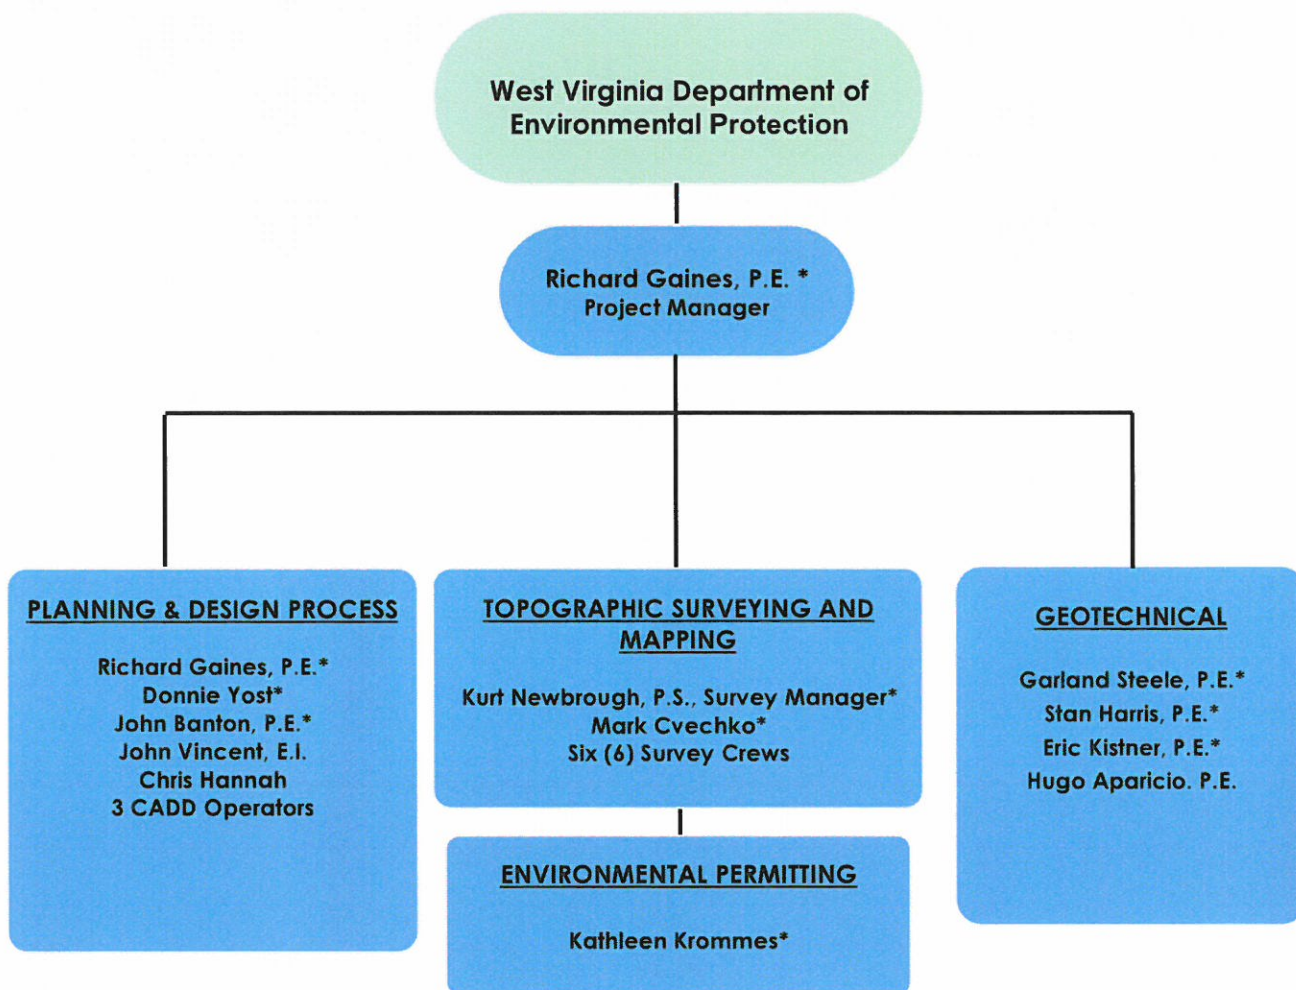 West Virginia Department of
Environmental Protection
Richard Gaines, P.E. *
Project Manager
PLANNING & DESIGN PROCESS
Richard Gaines, P.E.*
Donnie Yost*
John Banton, P.E.*
John Vincent, E.I.
Chris Hannah
3 CADD Operators
TOPOGRAPHIC SURVEYING AND
MAPPING
Kurt Newbrough, P.S., Survey Manager*
Mark Cvechko*
Six (6) Survey Crews
ENVIRONMENTAL PERMITTING
Kathleen Krommes*
GEOTECHNICAL
Garland Steele, P.E.*
Stan Harris, P.E.*
Eric Kistner, P.E.*
Hugo Aparicio. P.E.